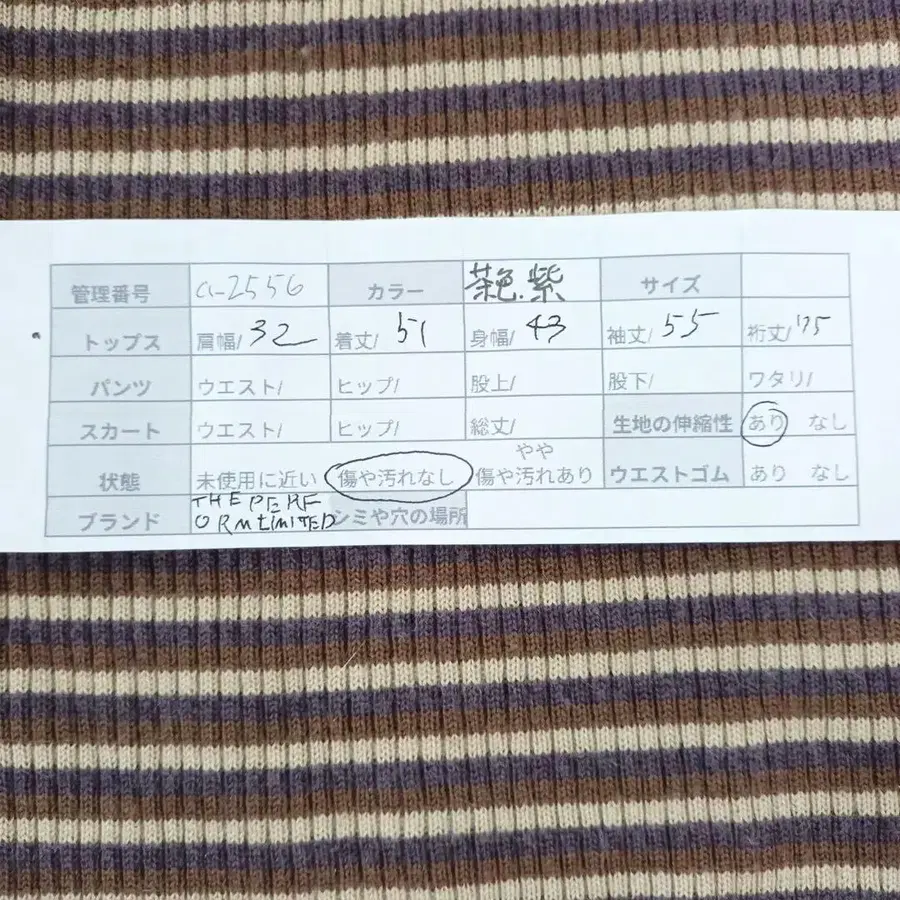 管理番号 a-2556 カラー 茶色.紫 サイズ
トップス 肩幅/ 32 着丈/ 51 身幅/ 43 袖丈/ 55 裄丈/
パンツ ウエスト/ ヒップ/ 股上/ 股下/ ワタリ/
スカート ウエスト/ ヒップ/ 総丈/ 生地の伸縮性 あり なし
状態 未使用に近い 傷や汚れなし やや
傷や汚れあり ウエストゴム あり なし
ブランド THE PERF
ORM LIMITED シミや穴の場所